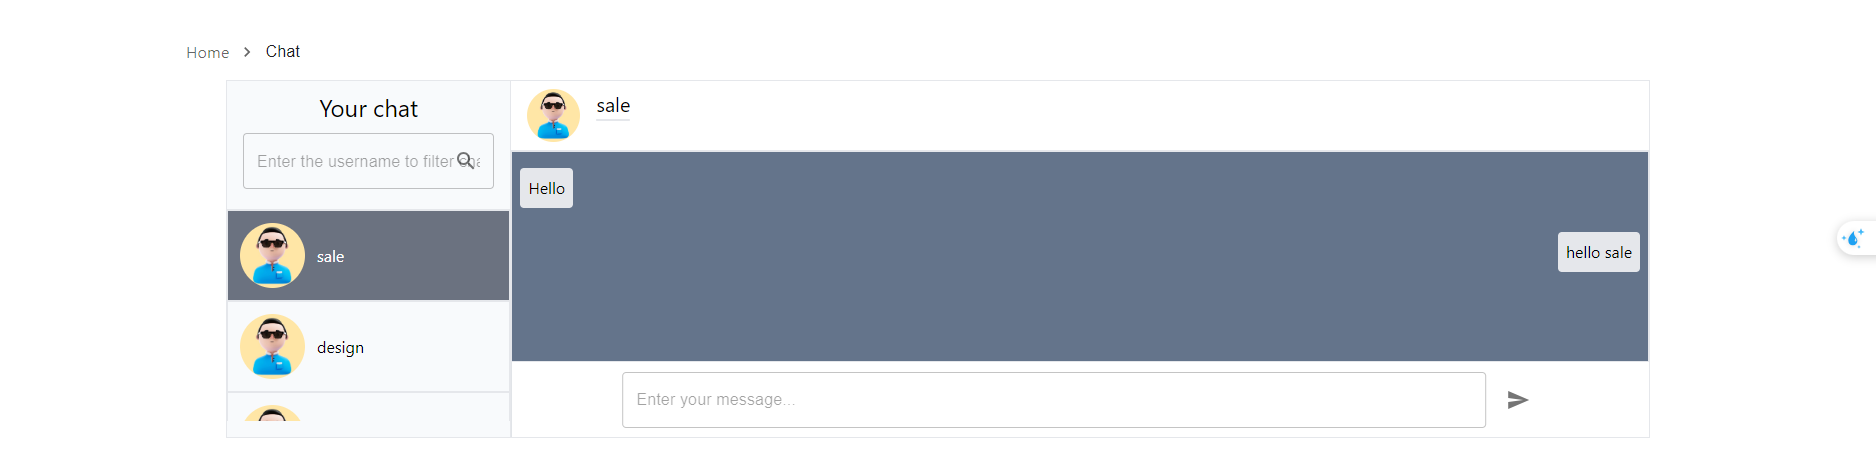 Home > Chat
Your chat
Enter the username to filter
sale
design
sale
Hello
hello sale
Enter your message...